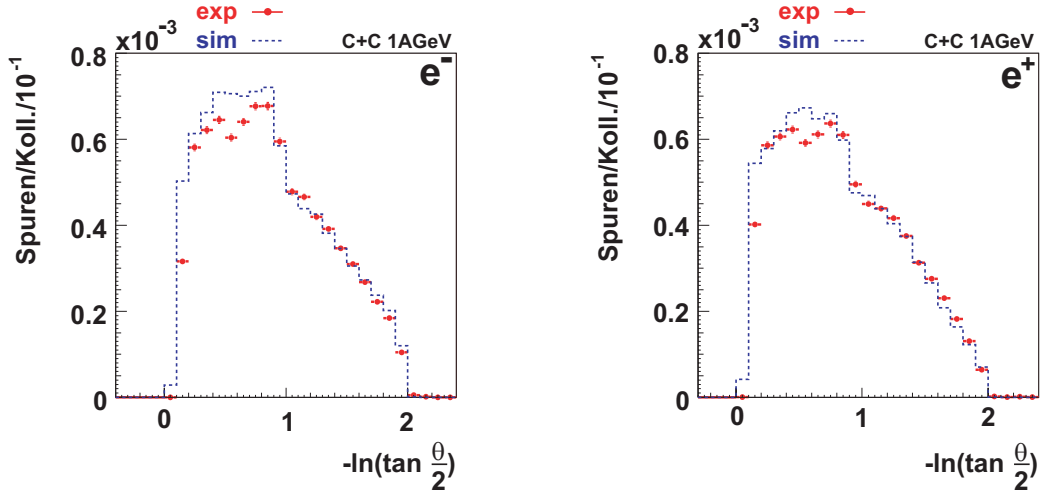 exp
sim
x10-3
C+C 1AGeV
e-
Spuren/Koll./10-1
0.8
0.6
0.4
0.2
0
0 1 2
-ln(tan θ/2)
exp
sim
x10-3
C+C 1AGeV
e+
Spuren/Koll./10-1
0.8
0.6
0.4
0.2
0
0 1 2
-ln(tan θ/2)